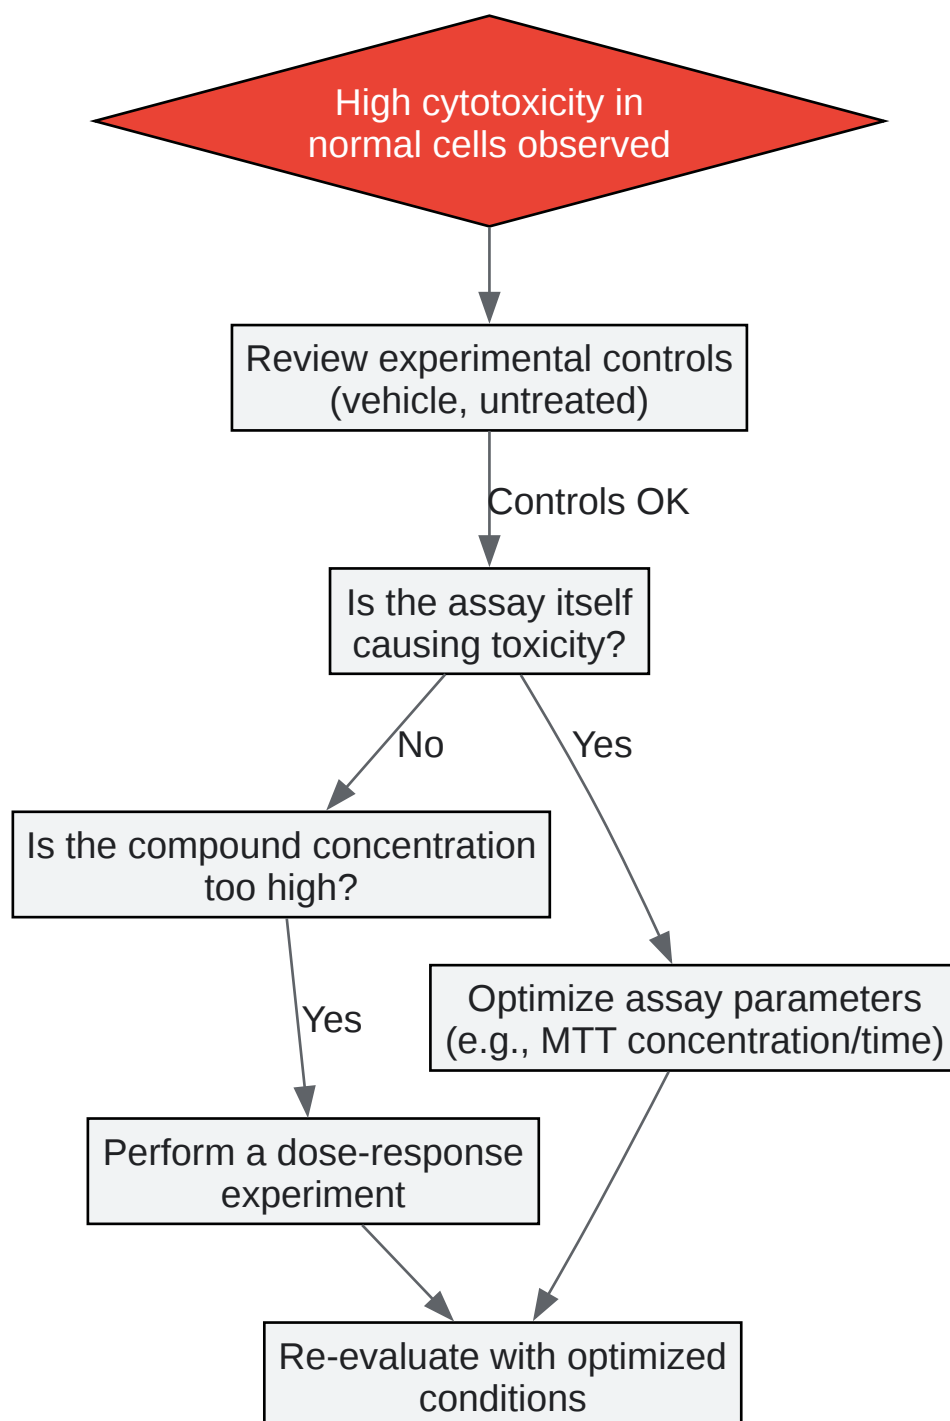 High cytotoxicity in
normal cells observed
Review experimental controls
(vehicle, untreated)
Controls OK
Is the assay itself
causing toxicity?
No
Yes
Is the compound concentration
too high?
Optimize assay parameters
(e.g., MTT concentration/time)
Yes
Perform a dose-response
experiment
Re-evaluate with optimized
conditions